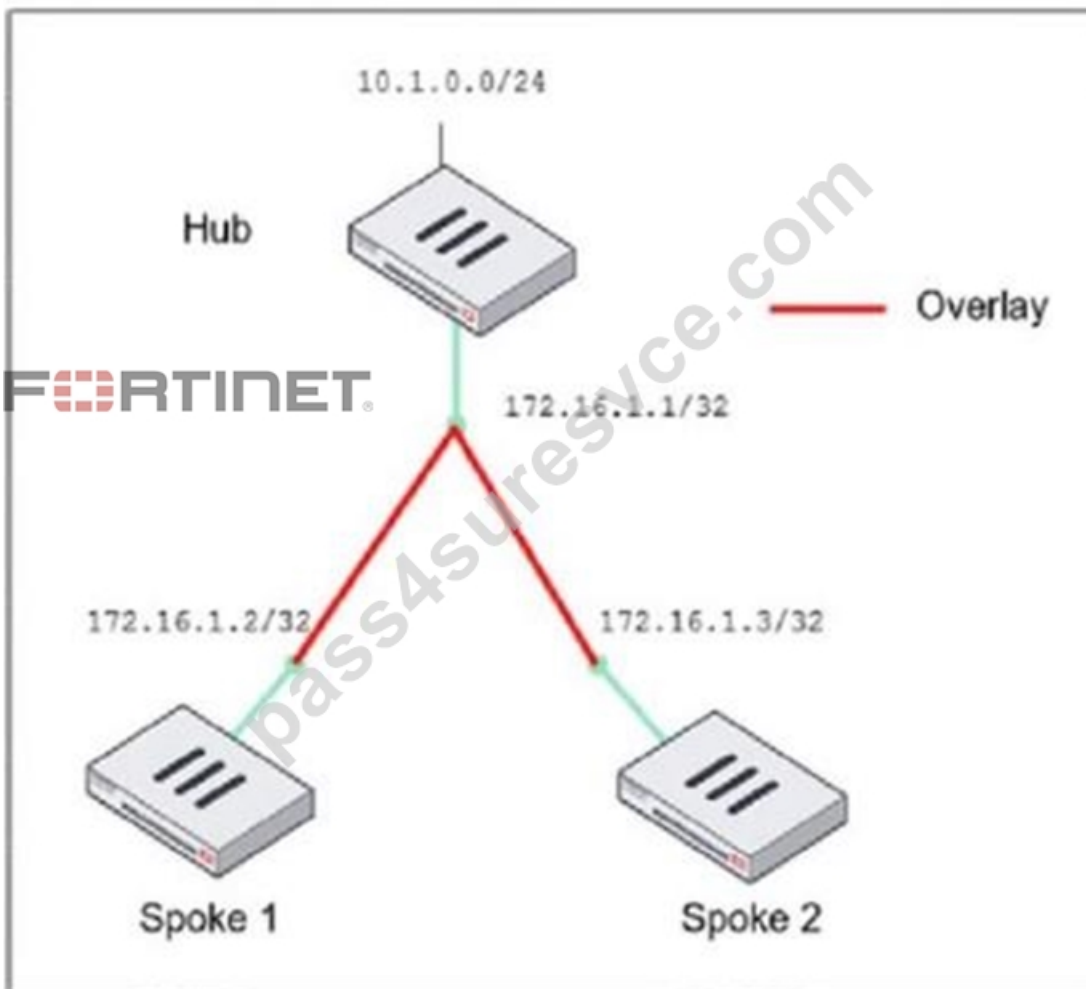 10.1.0.0/24
Hub
Overlay
FORTINET®
172.16.1.1/32
pass4suresvce.com
172.16.1.2/32
172.16.1.3/32
Spoke 1
Spoke 2